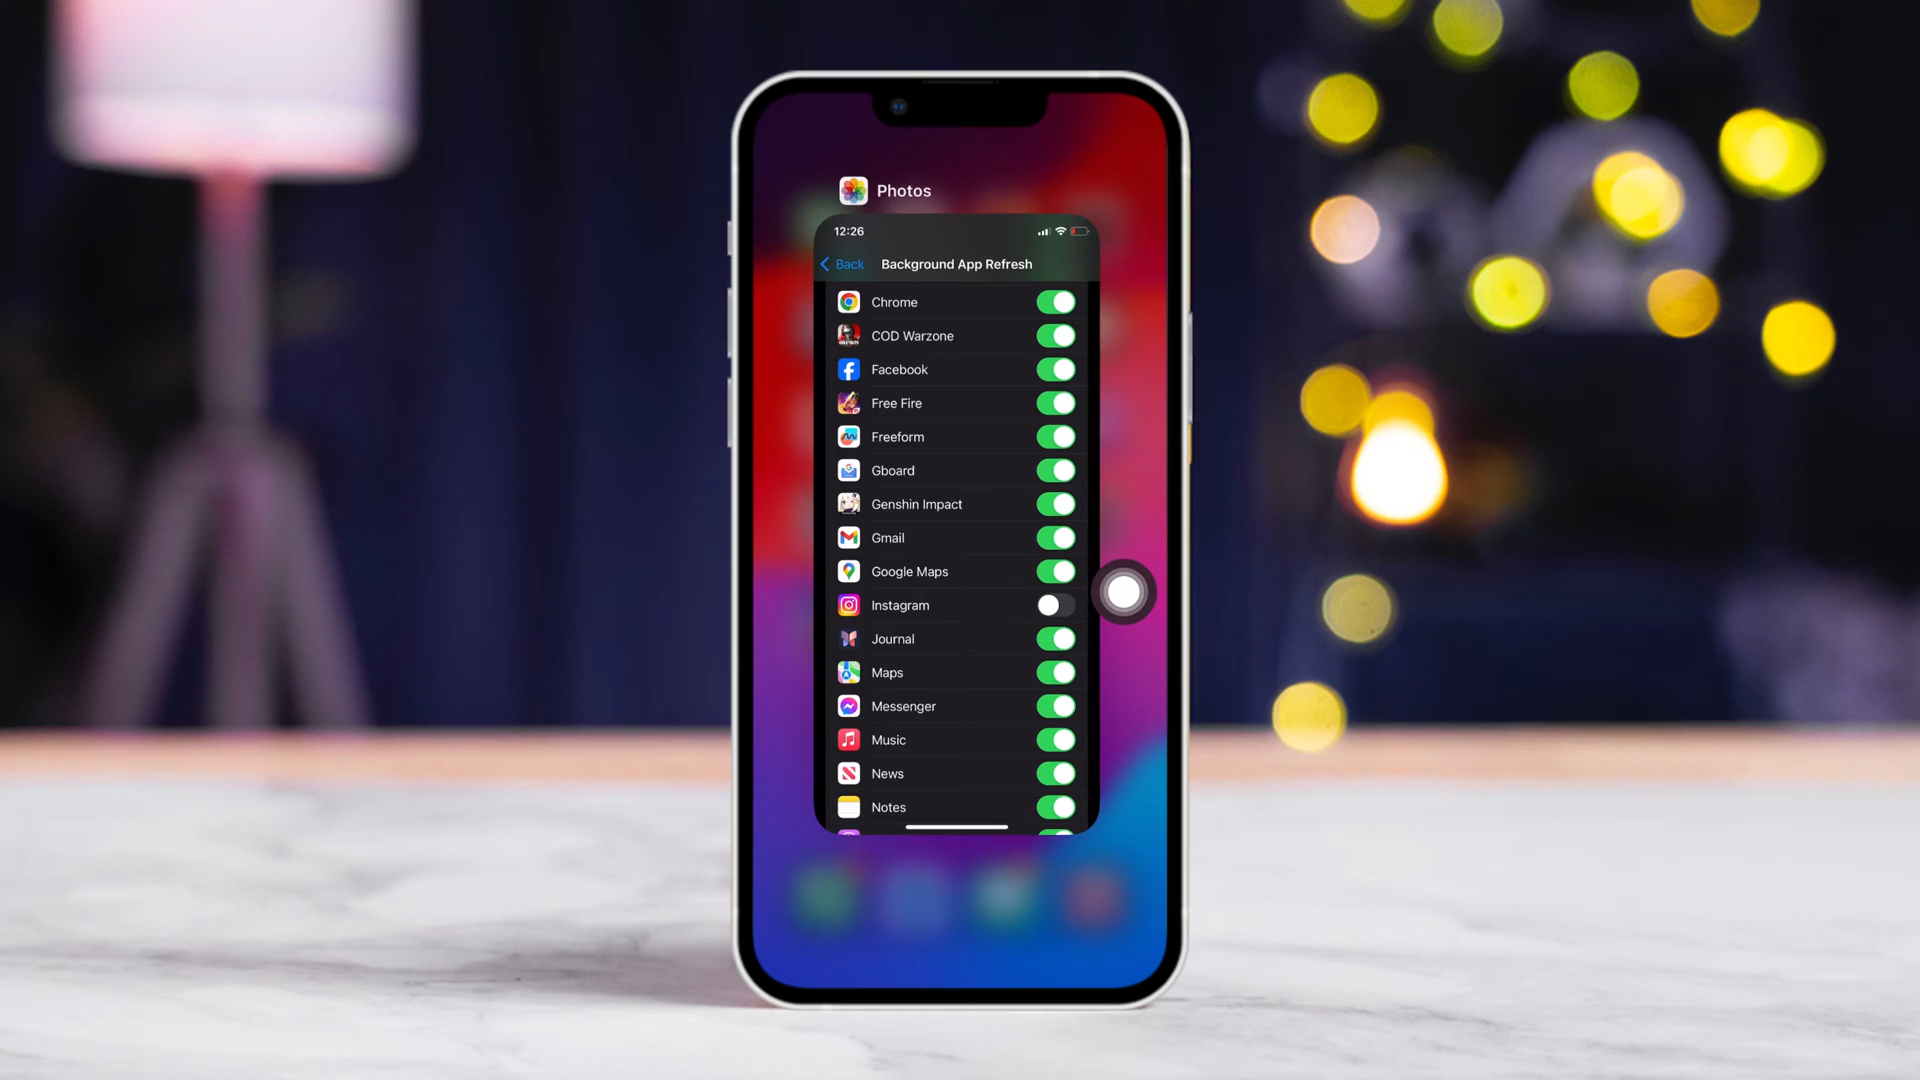 Photos
12:26
Back Background App Refresh
Chrome
COD Warzone
Facebook
Free Fire
Freeform
Gboard
Genshin Impact
Gmail
Google Maps
Instagram
Journal
Maps
Messenger
Music
News
Notes